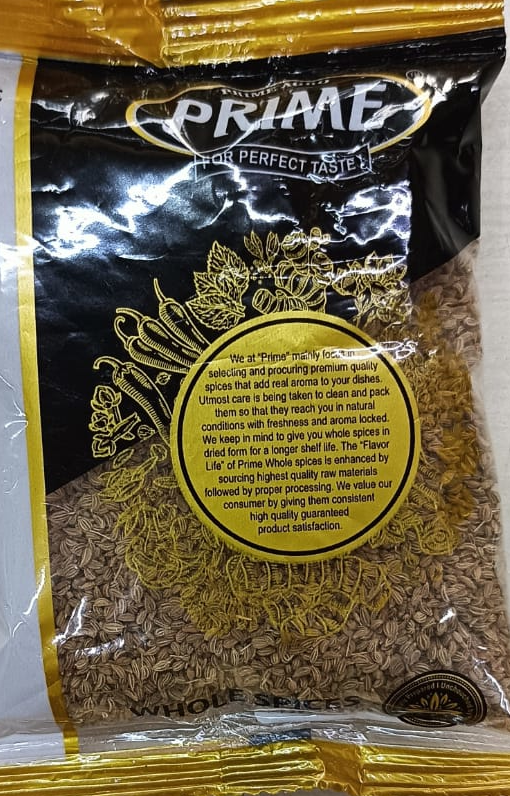 PRIME
FOR PERFECT TASTE
We at "Prime" mainly focus in
selecting and procuring premium quality
spices that add real aroma to your dishes.
Utmost care is being taken to clean and pack
them so that they reach you in natural
conditions with freshness and aroma locked.
We keep in mind to give you whole spices in
dried form for a longer shelf life. The "Flavor
Life" of Prime Whole spices is enhanced by
sourcing highest quality raw materials
followed by proper processing. We value our
consumer by giving them consistent
high quality guaranteed
product satisfaction.
WHOLE SPICES